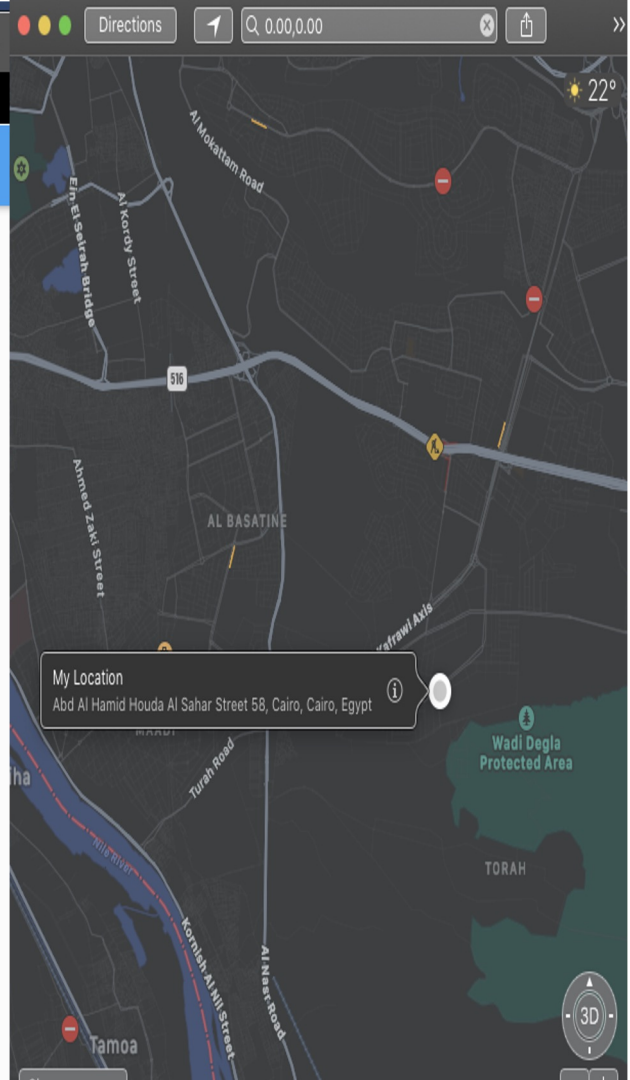 Directions
0.00,0.00
22°
Al Mokattam Road
Ein El Seirah Bridge
Al Kordy Street
516
Ahmed Zaki Street
AL BASATINE
Kafrawi Axis
My Location
Abd Al Hamid Houda Al Sahar Street 58, Cairo, Cairo, Egypt
MAADI
Wadi Degla
Protected Area
iha
Turah Road
Nile River
TORAH
Kornish Al Nil Street
Al Nasr Road
3D
Tamoa